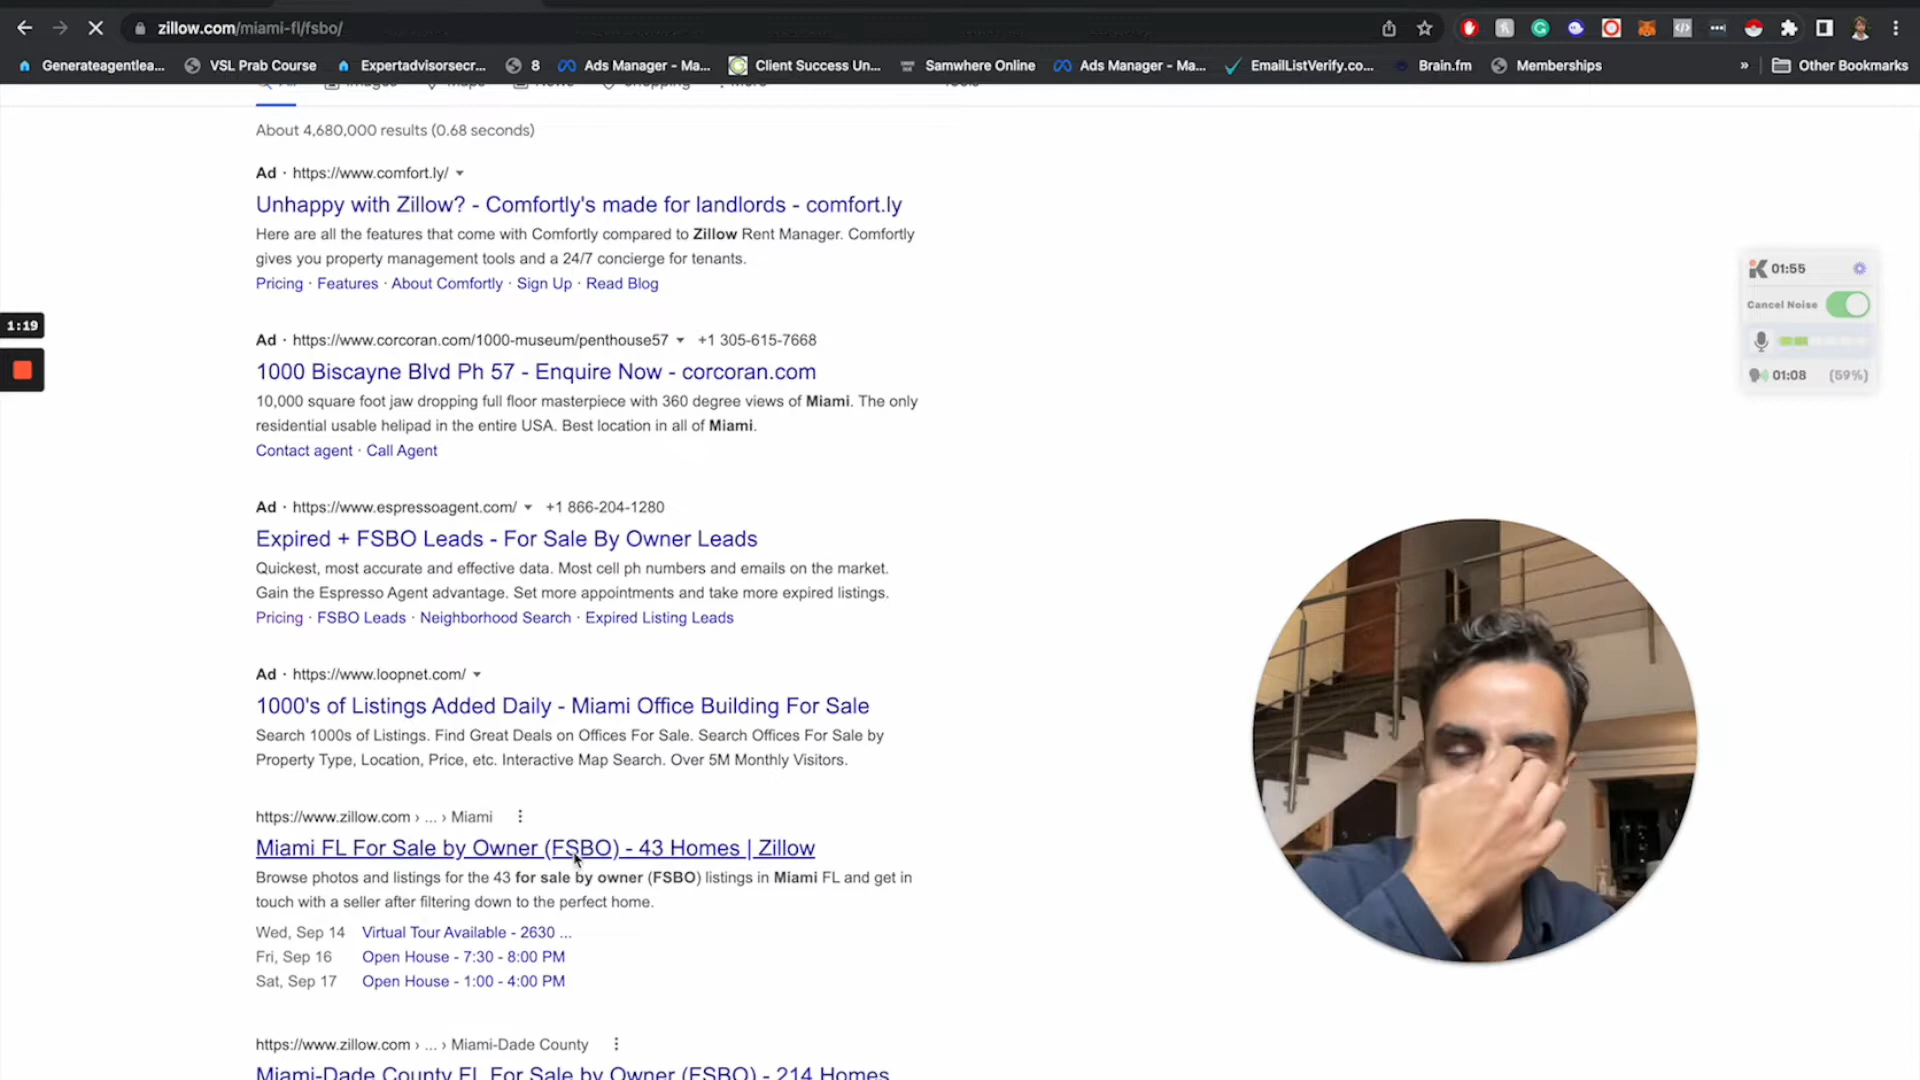 zillow.com/miami-fl/fsbo/
Generateagentlea... VSL Prab Course Expertadvisorsecr... 8 Ads Manager - Ma... Client Success Un... Samwhere Online Ads Manager - Ma... EmailListVerify.co... Brain.fm Memberships » Other Bookmarks
About 4,680,000 results (0.68 seconds)
Ad · https://www.comfort.ly/
Unhappy with Zillow? - Comfortly's made for landlords - comfort.ly
Here are all the features that come with Comfortly compared to Zillow Rent Manager. Comfortly
gives you property management tools and a 24/7 concierge for tenants.
Pricing · Features · About Comfortly · Sign Up · Read Blog
Ad · https://www.corcoran.com/1000-museum/penthouse57 +1 305-615-7668
1000 Biscayne Blvd Ph 57 - Enquire Now - corcoran.com
10,000 square foot jaw dropping full floor masterpiece with 360 degree views of Miami. The only
residential usable helipad in the entire USA. Best location in all of Miami.
Contact agent · Call Agent
Ad · https://www.espressoagent.com/ +1 866-204-1280
Expired + FSBO Leads - For Sale By Owner Leads
Quickest, most accurate and effective data. Most cell ph numbers and emails on the market.
Gain the Espresso Agent advantage. Set more appointments and take more expired listings.
Pricing · FSBO Leads · Neighborhood Search · Expired Listing Leads
Ad · https://www.loopnet.com/
1000's of Listings Added Daily - Miami Office Building For Sale
Search 1000s of Listings. Find Great Deals on Offices For Sale. Search Offices For Sale by
Property Type, Location, Price, etc. Interactive Map Search. Over 5M Monthly Visitors.
https://www.zillow.com › ... › Miami
Miami FL For Sale by Owner (FSBO) - 43 Homes | Zillow
Browse photos and listings for the 43 for sale by owner (FSBO) listings in Miami FL and get in
touch with a seller after filtering down to the perfect home.
Wed, Sep 14 Virtual Tour Available - 2630 ...
Fri, Sep 16 Open House - 7:30 - 8:00 PM
Sat, Sep 17 Open House - 1:00 - 4:00 PM
https://www.zillow.com › ... › Miami-Dade County
Miami-Dade County FL For Sale by Owner (FSBO) - 214 Homes
1:19
01:55
Cancel Noise
01:08 (59%)